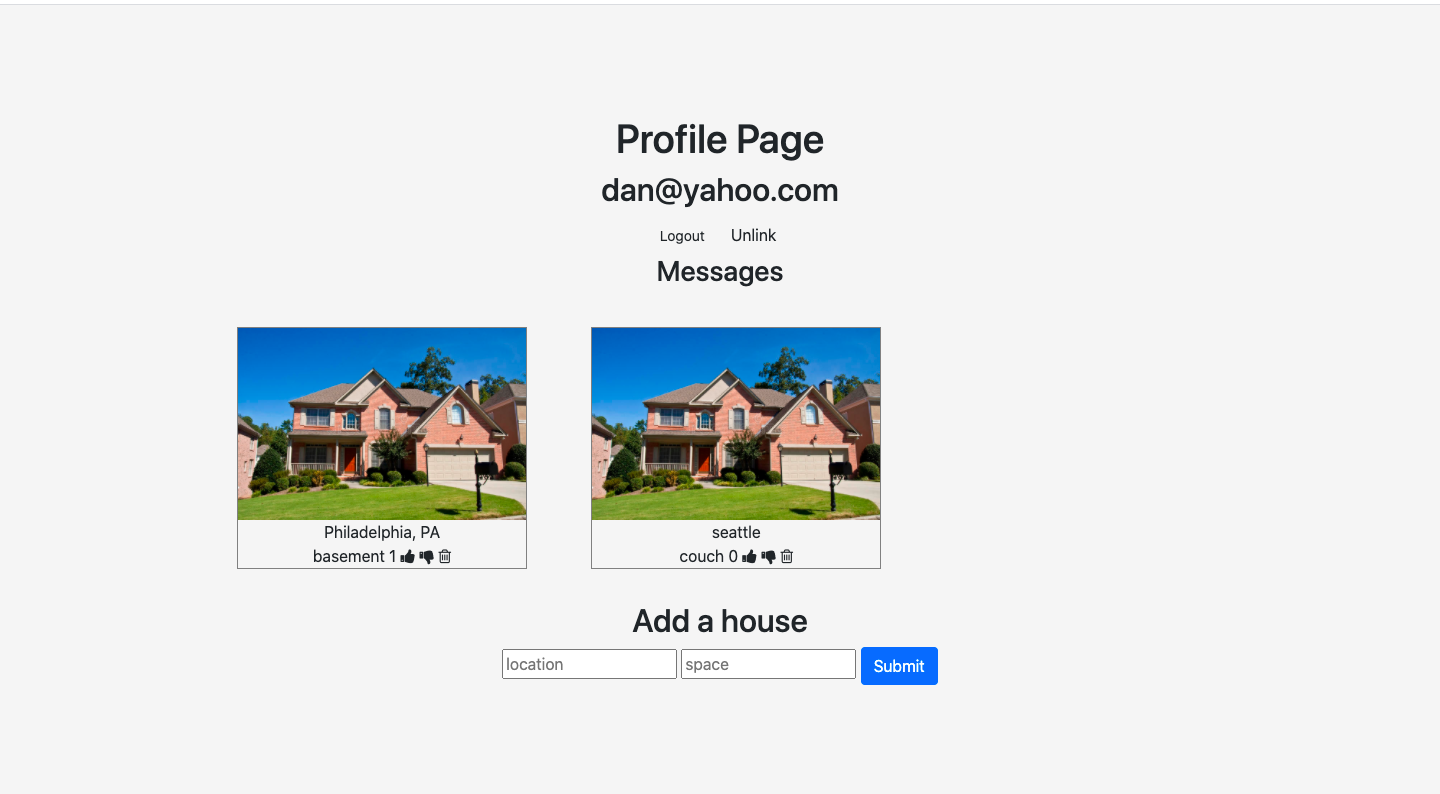 Profile Page
dan@yahoo.com
Logout Unlink
Messages
Philadelphia, PA
basement 1
seattle
couch 0
Add a house
location space Submit